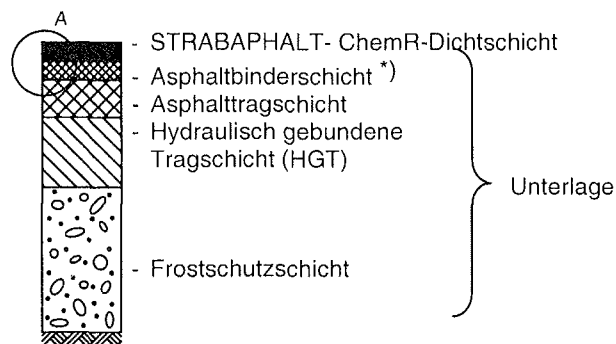 A
- STRABAPHALT- ChemR-Dichtschicht
- Asphaltbinderschicht *)
- Asphalttragschicht
- Hydraulisch gebundene
Tragschicht (HGT)
Unterlage
- Frostschutzschicht